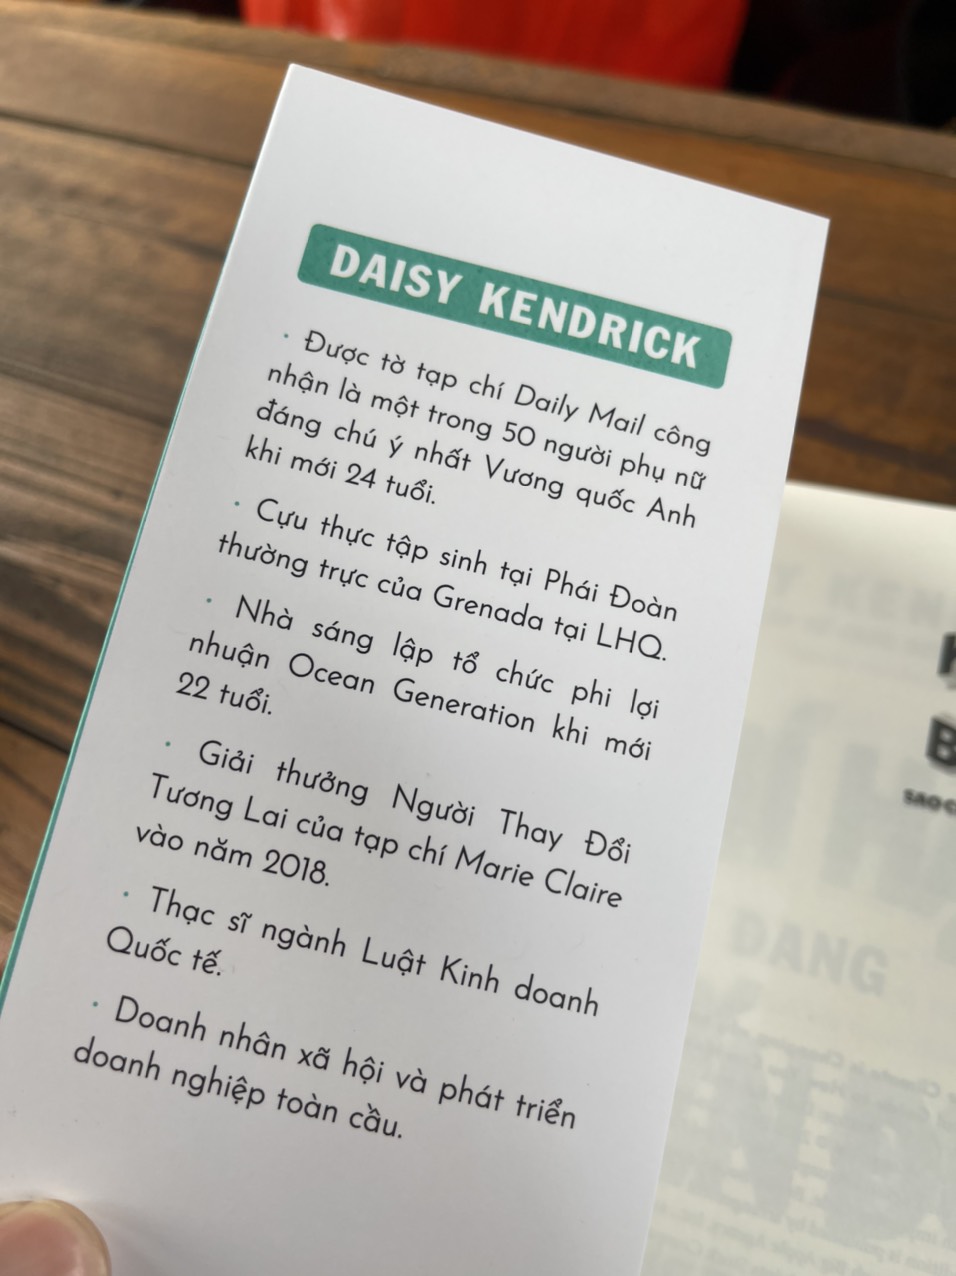 DAISY KENDRICK
· Được tờ tạp chí Daily Mail công
nhận là một trong 50 người phụ nữ
đáng chú ý nhất Vương quốc Anh
khi mới 24 tuổi.
· Cựu thực tập sinh tại Phái Đoàn
thường trực của Grenada tại LHQ.
· Nhà sáng lập tổ chức phi lợi
nhuận Ocean Generation khi mới
22 tuổi.
· Giải thưởng Người Thay Đổi
Tương Lai của tạp chí Marie Claire
vào năm 2018.
· Thạc sĩ ngành Luật Kinh doanh
Quốc tế.
· Doanh nhân xã hội và phát triển
doanh nghiệp toàn cầu.
DANG